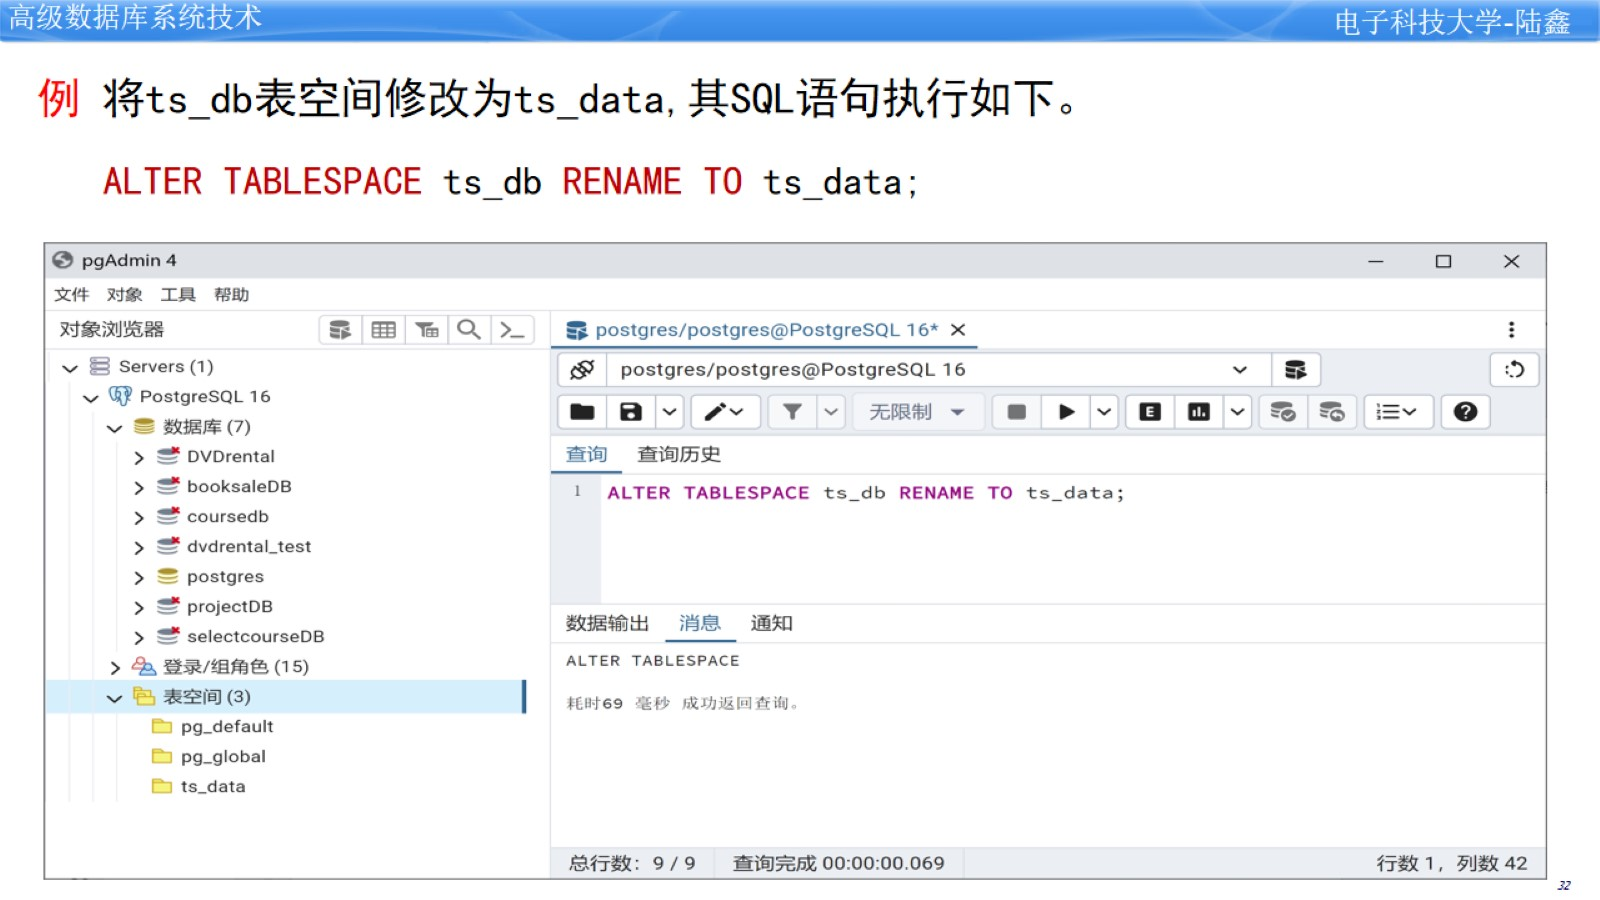 高级数据库系统技术
电子科技大学-陆鑫
例 将ts_db表空间修改为ts_data,其SQL语句执行如下。
ALTER TABLESPACE ts_db RENAME TO ts_data;
pgAdmin 4
文件 对象 工具 帮助
对象浏览器
Servers (1)
PostgreSQL 16
数据库 (7)
DVDrental
booksaleDB
coursedb
dvdrental_test
postgres
projectDB
selectcourseDB
登录/组角色 (15)
表空间 (3)
pg_default
pg_global
ts_data
postgres/postgres@PostgreSQL 16*
postgres/postgres@PostgreSQL 16
无限制
E
查询 查询历史
1 ALTER TABLESPACE ts_db RENAME TO ts_data;
数据输出 消息 通知
ALTER TABLESPACE
耗时69 毫秒 成功返回查询。
总行数：9 / 9 查询完成 00:00:00.069 行数 1，列数 42
32